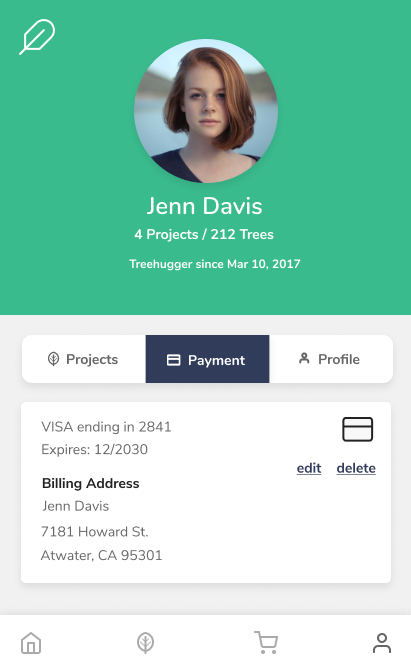 Jenn Davis
4 Projects / 212 Trees
Treehugger since Mar 10, 2017
Projects
Payment
Profile
VISA ending in 2841
Expires: 12/2030
edit delete
Billing Address
Jenn Davis
7181 Howard St.
Atwater, CA 95301